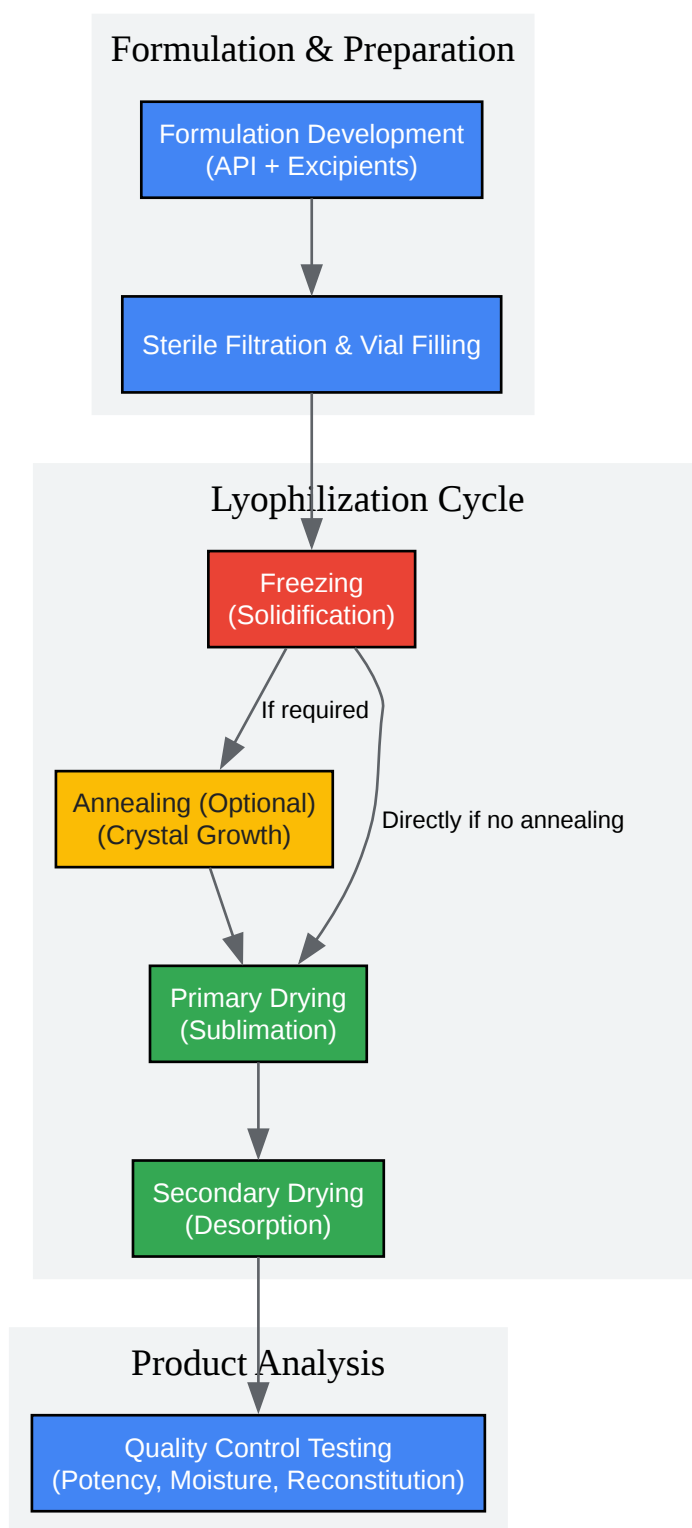 Formulation & Preparation
Formulation Development
(API + Excipients)
Sterile Filtration & Vial Filling
Lyophilization Cycle
Freezing
(Solidification)
If required
Annealing (Optional)
(Crystal Growth)
Directly if no annealing
Primary Drying
(Sublimation)
Secondary Drying
(Desorption)
Product Analysis
Quality Control Testing
(Potency, Moisture, Reconstitution)